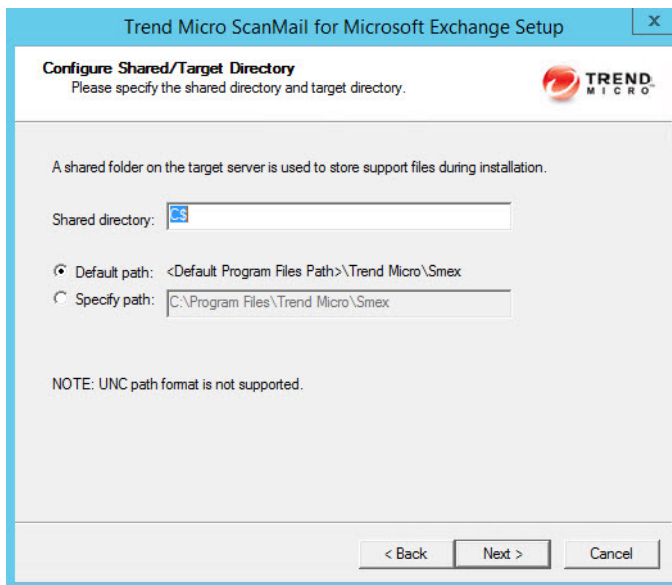 Trend Micro ScanMail for Microsoft Exchange Setup
x
Configure Shared/Target Directory
Please specify the shared directory and target directory.
TREND
MICRO
A shared folder on the target server is used to store support files during installation.
Shared directory: C$
Default path: <Default Program Files Path>\Trend Micro\Smex
Specify path: C:\Program Files\Trend Micro\Smex
NOTE: UNC path format is not supported.
< Back Next > Cancel